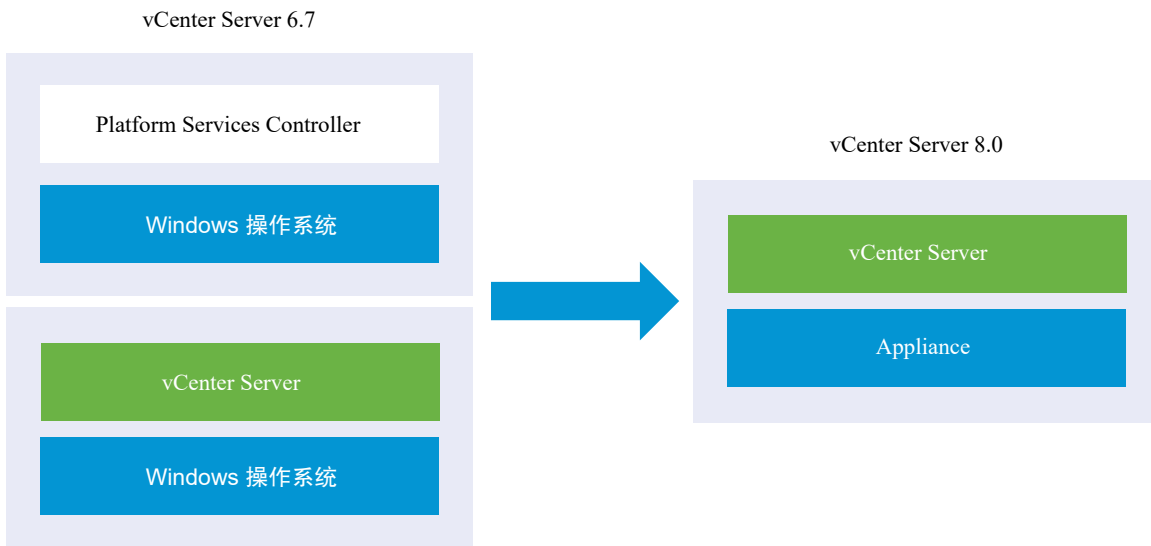 vCenter Server 6.7
Platform Services Controller
Windows 操作系统
vCenter Server
Windows 操作系统
vCenter Server 8.0
vCenter Server
Appliance